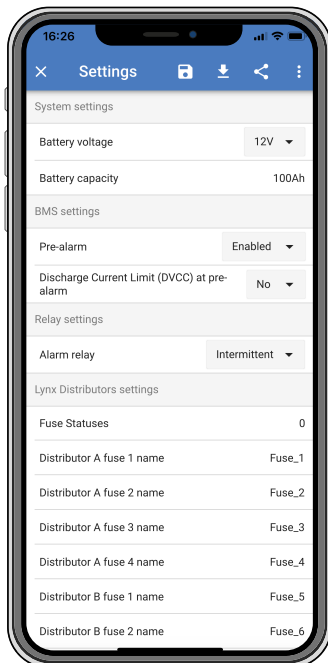 16:26
Settings
System settings
Battery voltage 12V
Battery capacity 100Ah
BMS settings
Pre-alarm Enabled
Discharge Current Limit (DVCC) at pre-
alarm No
Relay settings
Alarm relay Intermittent
Lynx Distributors settings
Fuse Statuses 0
Distributor A fuse 1 name Fuse_1
Distributor A fuse 2 name Fuse_2
Distributor A fuse 3 name Fuse_3
Distributor A fuse 4 name Fuse_4
Distributor B fuse 1 name Fuse_5
Distributor B fuse 2 name Fuse_6